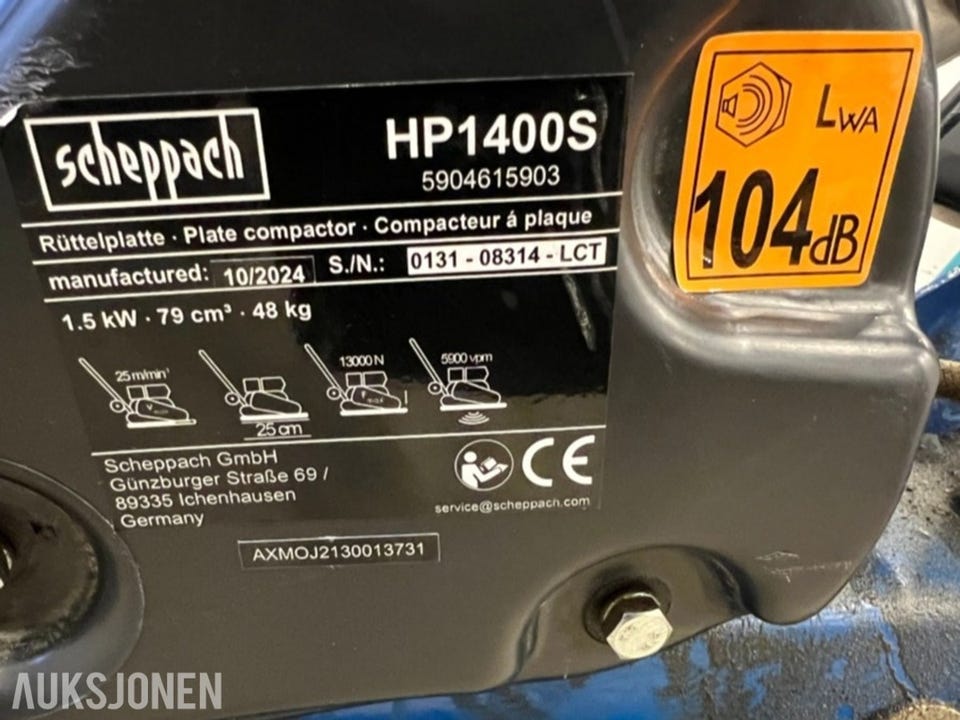 scheppach
HP1400S
5904615903
Rüttelplatte · Plate compactor · Compacteur á plaque
manufactured: 10/2024 S./N.: 0131 - 08314 - LCT
1.5 kW · 79 cm³ · 48 kg
25 m/min¹
25 cm
13000 N
5900 vpm
Scheppach GmbH
Günzburger Straße 69 /
89335 Ichenhausen
Germany
CE
service@scheppach.com
AXMOJ2130013731
LWA
104dB
AUKSJONEN